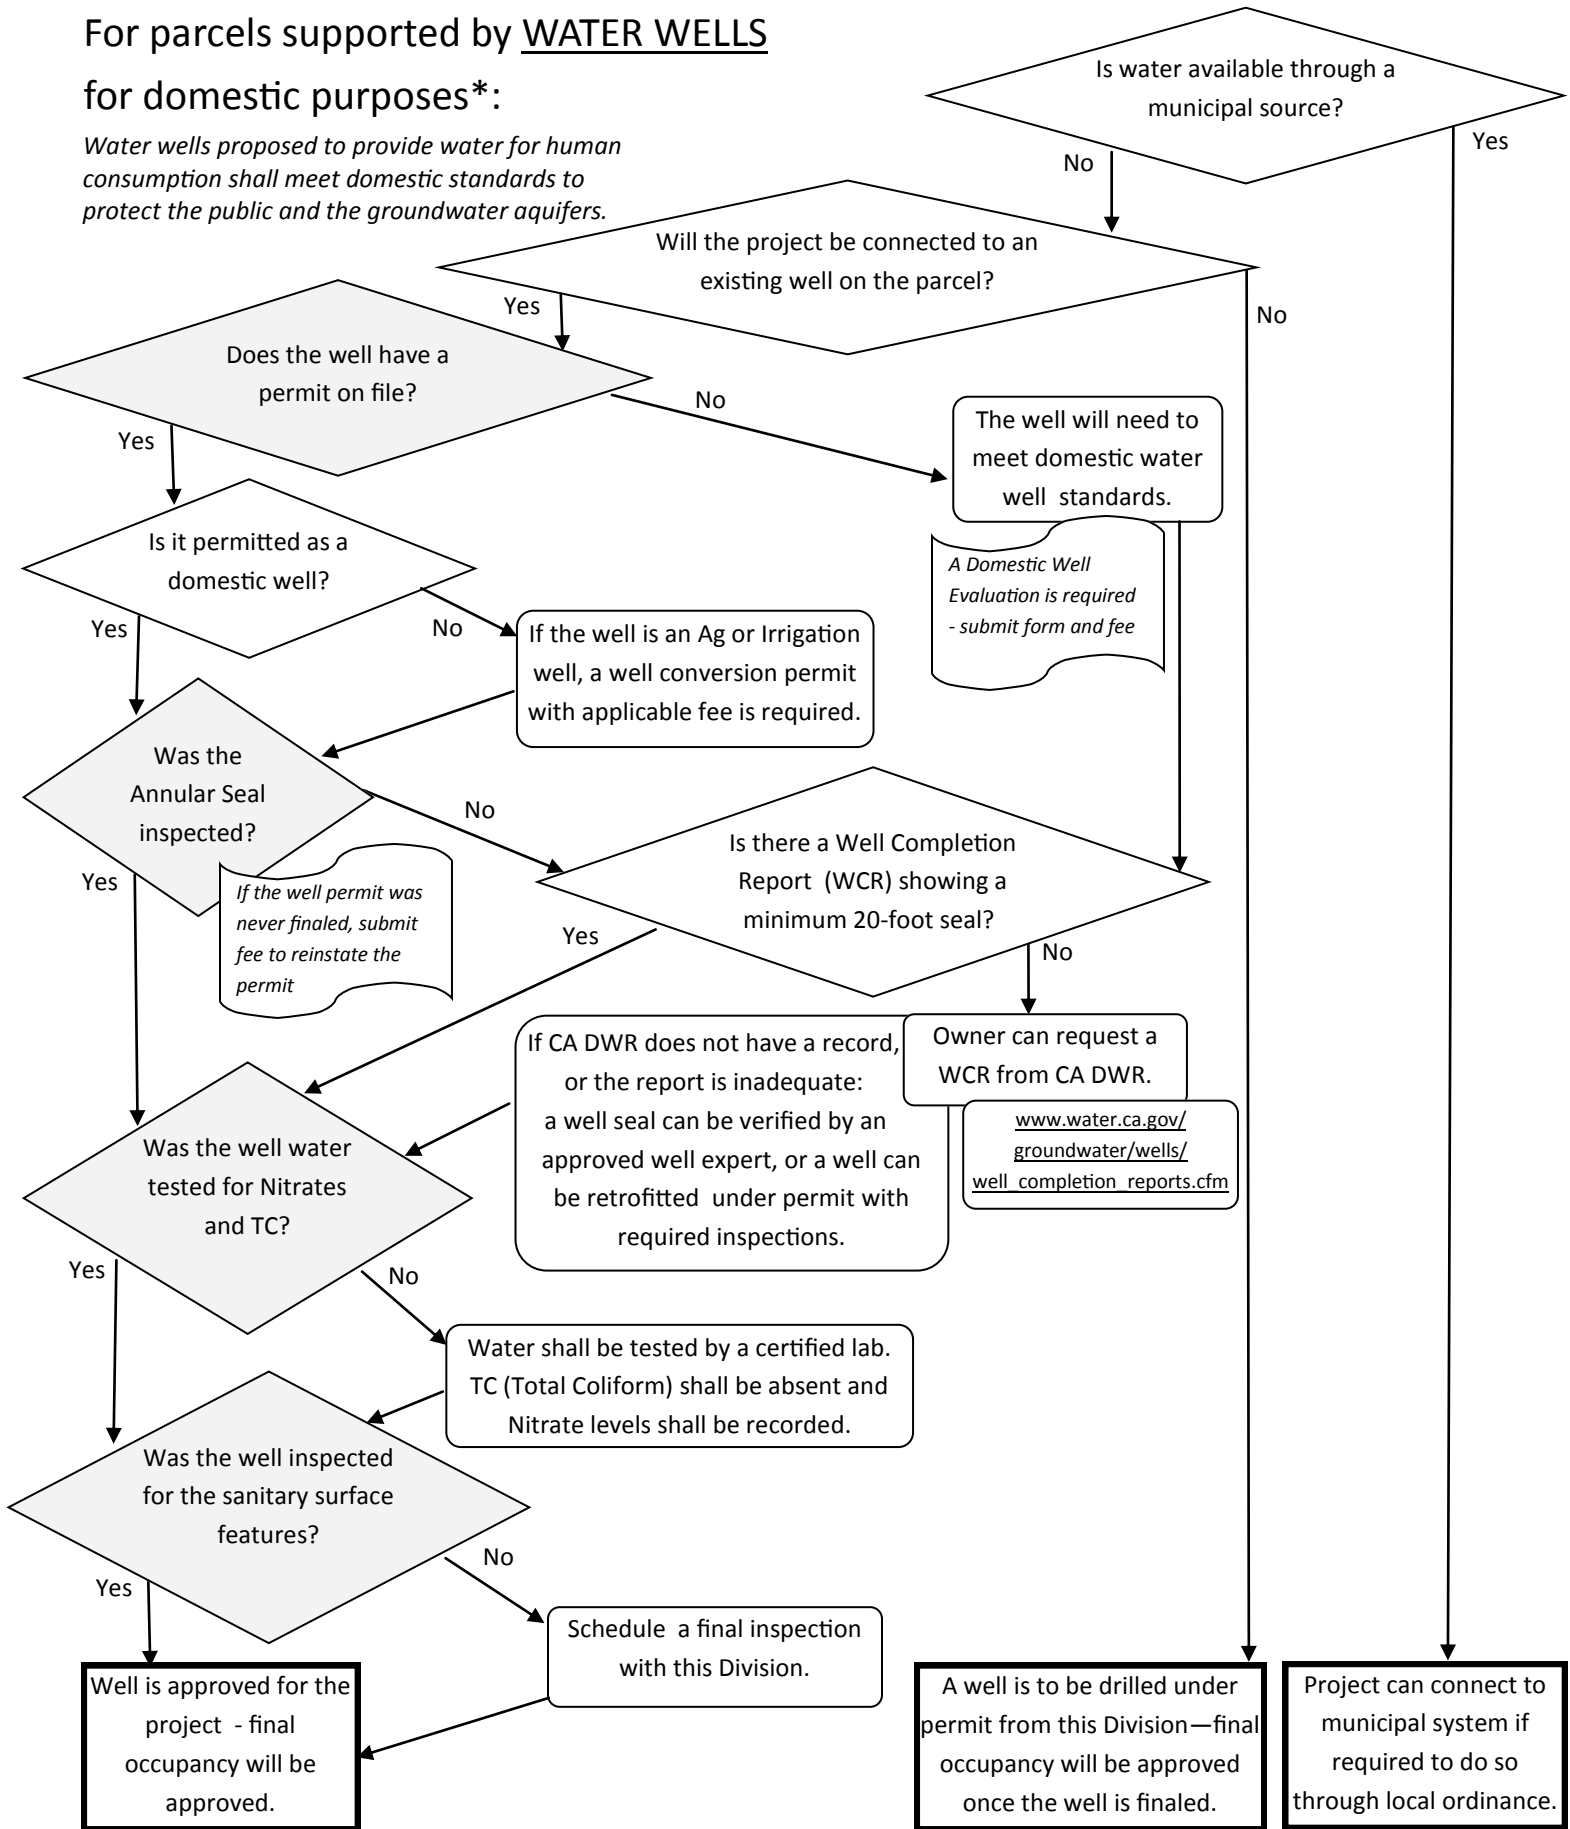 For parcels supported by WATER WELLS
for domestic purposes*:
Water wells proposed to provide water for human
consumption shall meet domestic standards to
protect the public and the groundwater aquifers.
Is water available through a
municipal source?
Yes
No
Will the project be connected to an
existing well on the parcel?
Yes
No
Does the well have a
permit on file?
No
Yes
The well will need to
meet domestic water
well standards.
A Domestic Well
Evaluation is required
- submit form and fee
Is it permitted as a
domestic well?
Yes
No
If the well is an Ag or Irrigation
well, a well conversion permit
with applicable fee is required.
Was the
Annular Seal
inspected?
No
Yes
If the well permit was
never finaled, submit
fee to reinstate the
permit
Is there a Well Completion
Report (WCR) showing a
minimum 20-foot seal?
Yes
No
Owner can request a
WCR from CA DWR.
www.water.ca.gov/
groundwater/wells/
well_completion_reports.cfm
If CA DWR does not have a record,
or the report is inadequate:
a well seal can be verified by an
approved well expert, or a well can
be retrofitted under permit with
required inspections.
Was the well water
tested for Nitrates
and TC?
Yes
No
Water shall be tested by a certified lab.
TC (Total Coliform) shall be absent and
Nitrate levels shall be recorded.
Was the well inspected
for the sanitary surface
features?
No
Yes
Schedule a final inspection
with this Division.
Well is approved for the
project - final
occupancy will be
approved.
A well is to be drilled under
permit from this Division—final
occupancy will be approved
once the well is finaled.
Project can connect to
municipal system if
required to do so
through local ordinance.